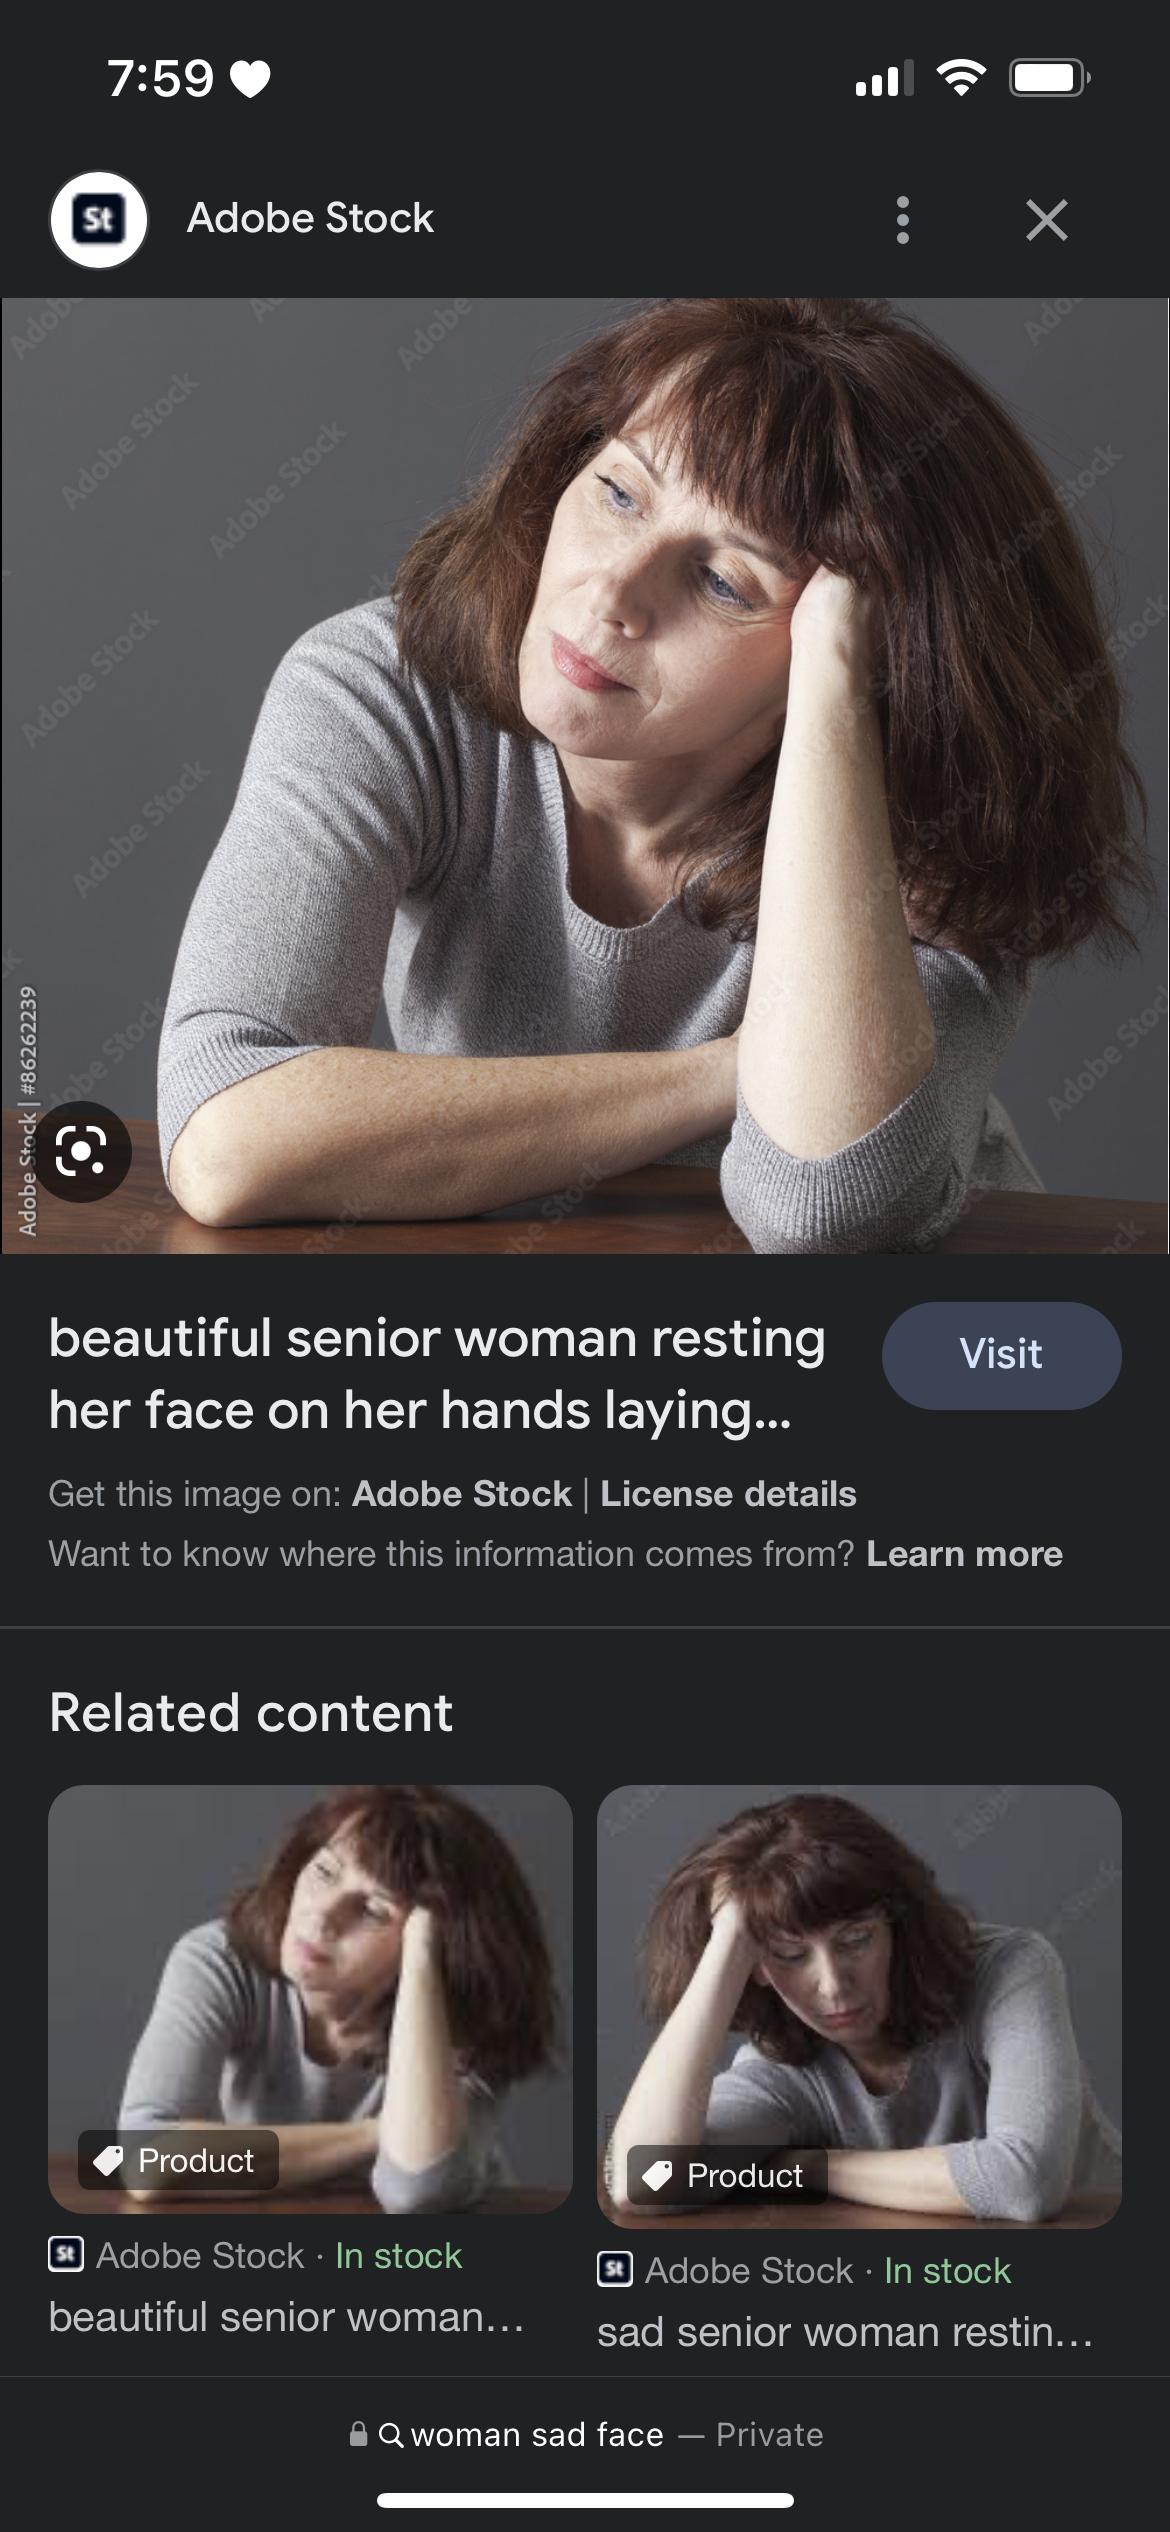 7:59
St
Adobe Stock
Adobe Stock | #86262239
beautiful senior woman resting
her face on her hands laying...
Visit
Get this image on: Adobe Stock | License details
Want to know where this information comes from? Learn more
Related content
Product
Product
St Adobe Stock · In stock
beautiful senior woman...
St Adobe Stock · In stock
sad senior woman restin...
woman sad face — Private